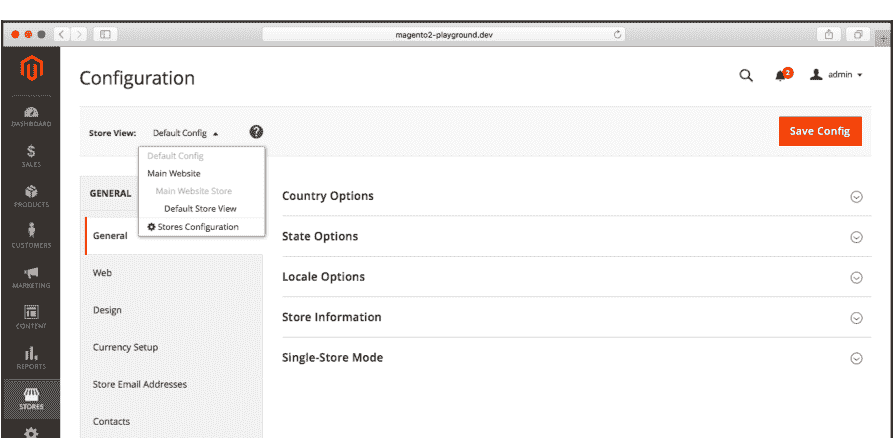 magento2-playground.dev
Configuration
2
admin
DASHBOARD
Store View: Default Config
Save Config
Default Config
Main Website
Main Website Store
Default Store View
Stores Configuration
SALES
PRODUCTS
CUSTOMERS
MARKETING
CONTENT
REPORTS
STORES
GENERAL
General
Web
Design
Currency Setup
Store Email Addresses
Contacts
Country Options
State Options
Locale Options
Store Information
Single-Store Mode